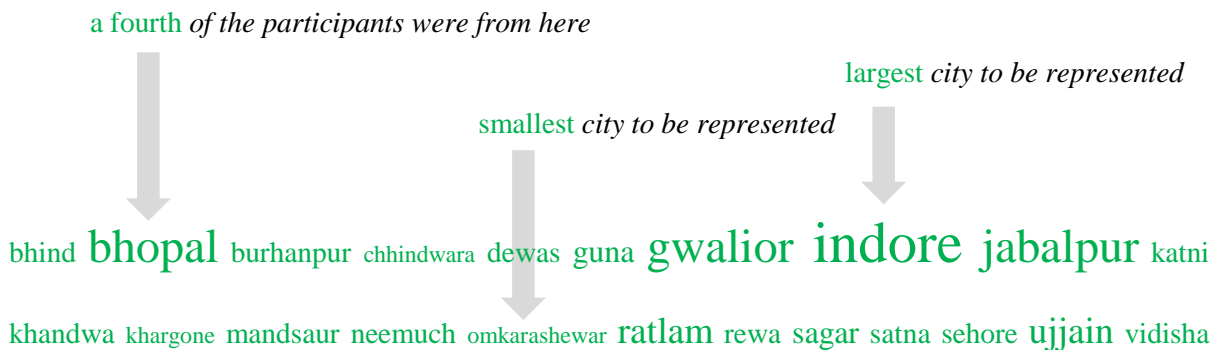 a fourth of the participants were from here
largest city to be represented
smallest city to be represented
bhind bhopal burhanpur chhindwara dewas guna gwalior indore jabalpur katni
khandwa khargone mandsaur neemuch omkarashewar ratlam rewa sagar satna sehore ujjain vidisha